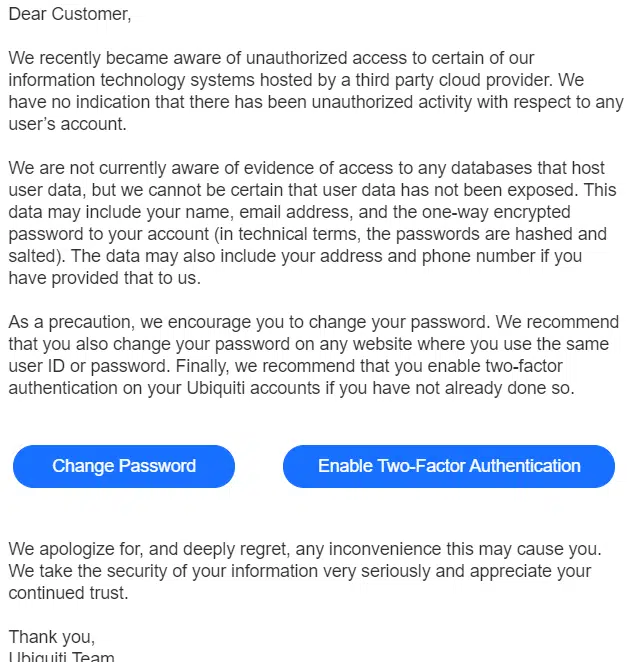 Dear Customer,
We recently became aware of unauthorized access to certain of our
information technology systems hosted by a third party cloud provider. We
have no indication that there has been unauthorized activity with respect to any
user’s account.
We are not currently aware of evidence of access to any databases that host
user data, but we cannot be certain that user data has not been exposed. This
data may include your name, email address, and the one-way encrypted
password to your account (in technical terms, the passwords are hashed and
salted). The data may also include your address and phone number if you
have provided that to us.
As a precaution, we encourage you to change your password. We recommend
that you also change your password on any website where you use the same
user ID or password. Finally, we recommend that you enable two-factor
authentication on your Ubiquiti accounts if you have not already done so.
Change Password
Enable Two-Factor Authentication
We apologize for, and deeply regret, any inconvenience this may cause you.
We take the security of your information very seriously and appreciate your
continued trust.
Thank you,
Ubiquiti Team